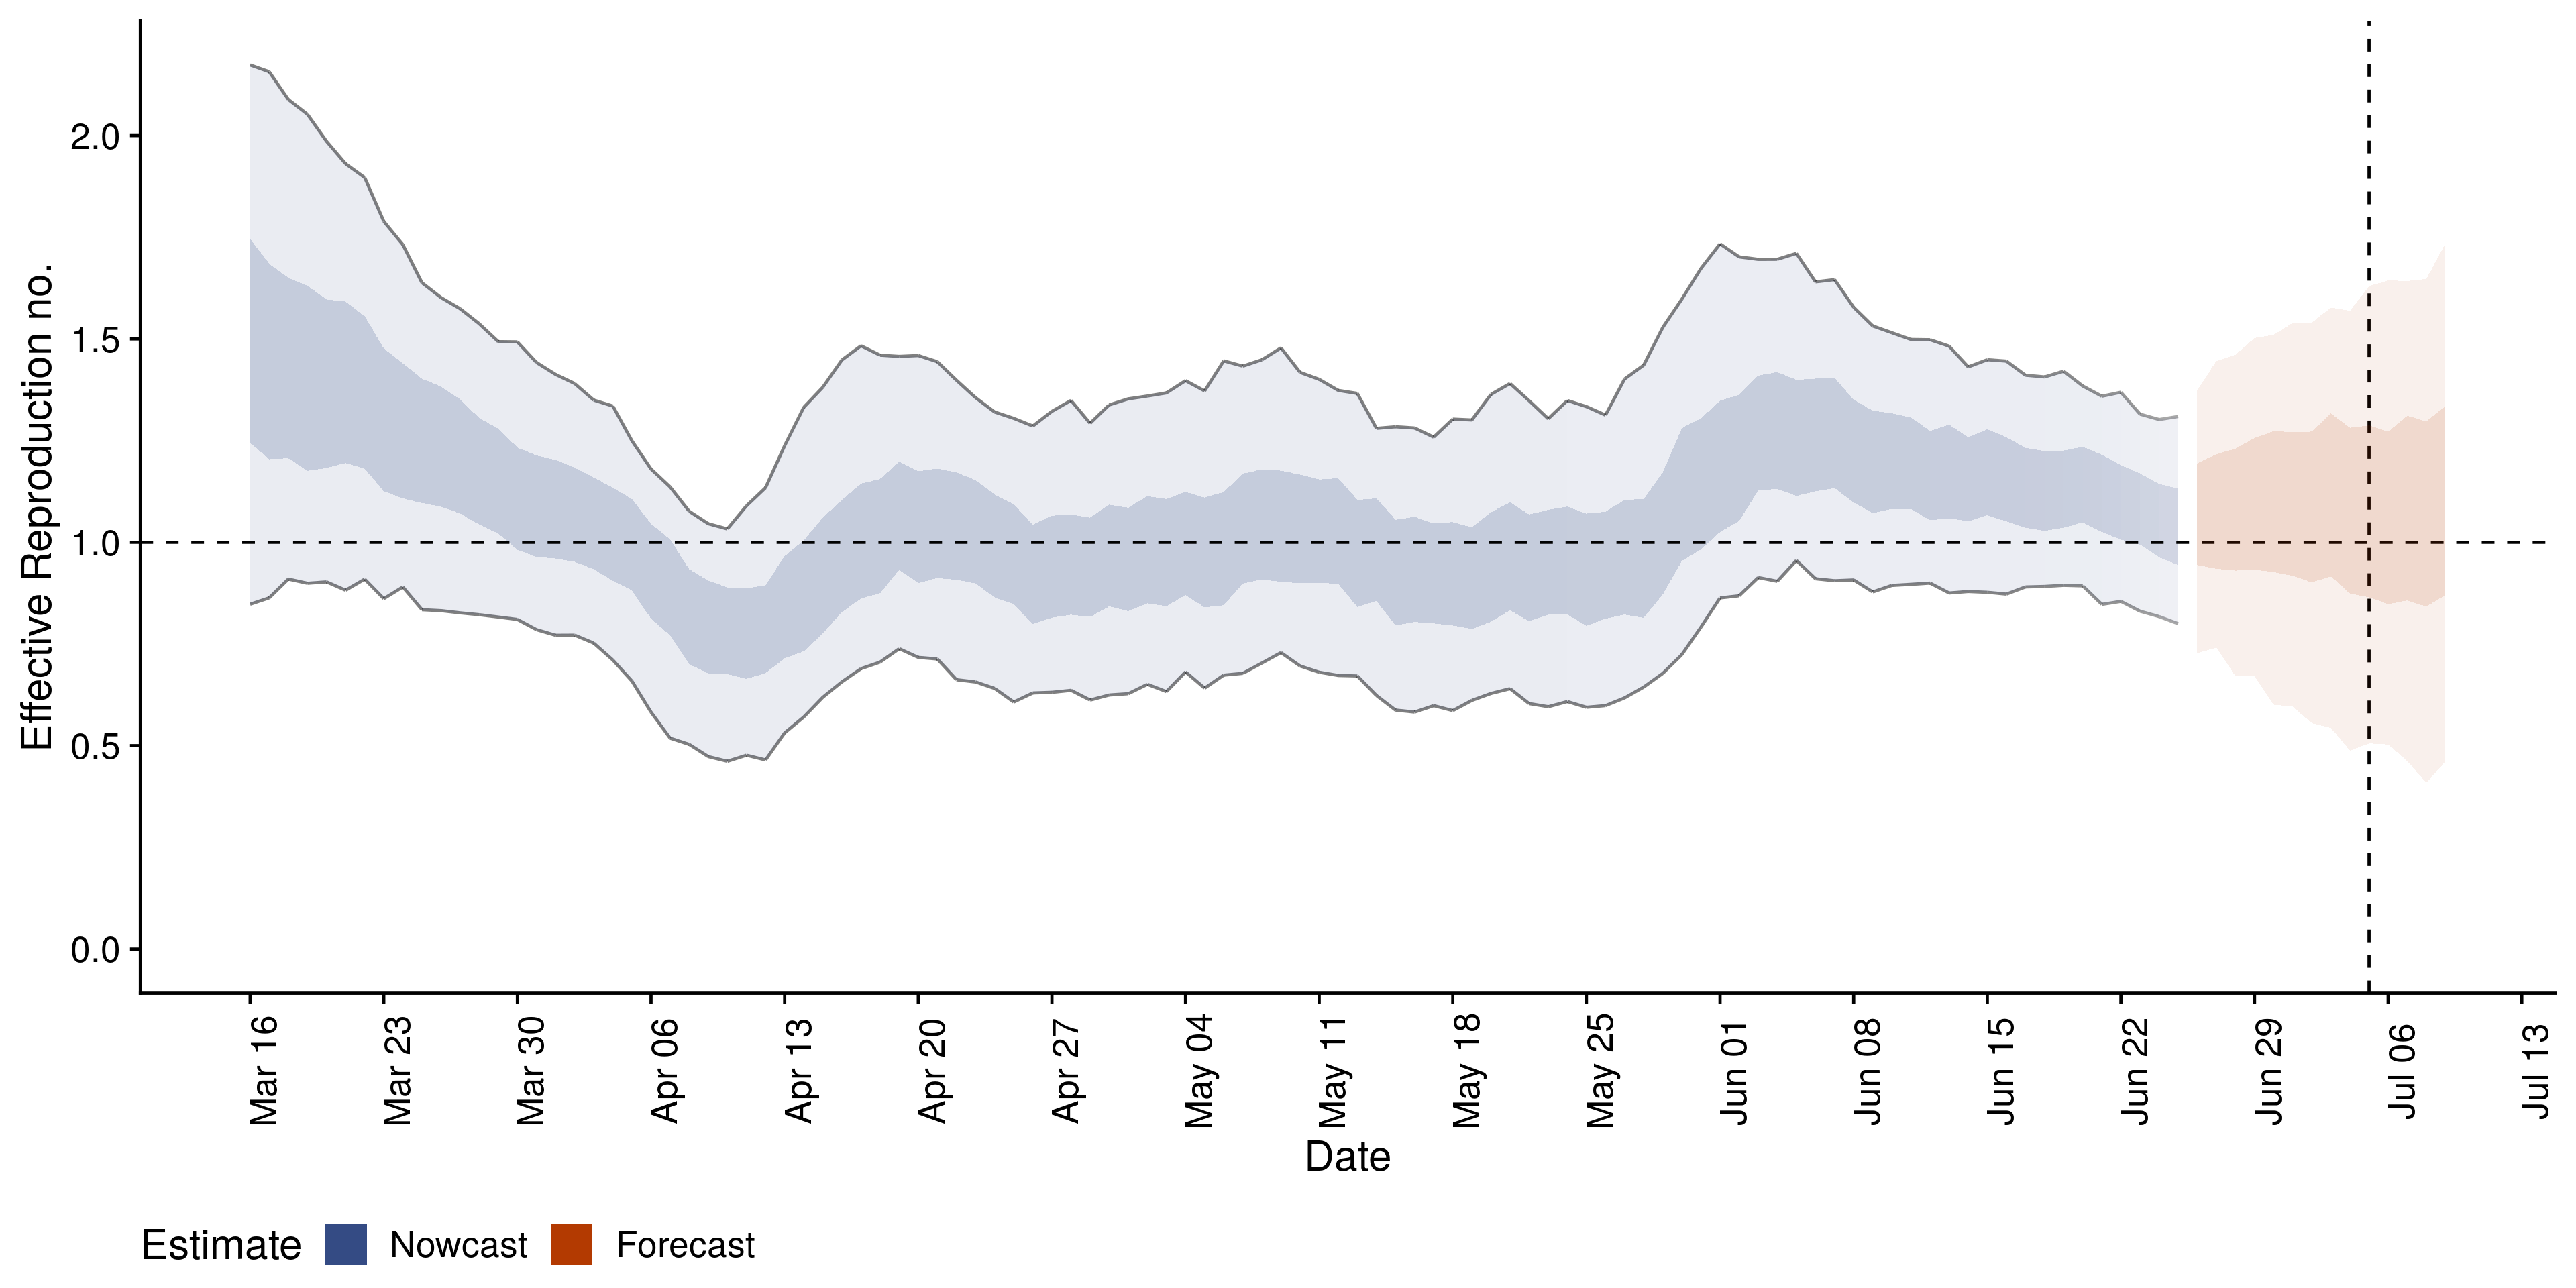 Effective Reproduction no.
2.0
1.5
1.0
0.5
0.0
Mar 16
Mar 23
Mar 30
Apr 06
Apr 13
Apr 20
Apr 27
May 04
May 11
May 18
May 25
Jun 01
Jun 08
Jun 15
Jun 22
Jun 29
Jul 06
Jul 13
Date
Estimate Nowcast Forecast